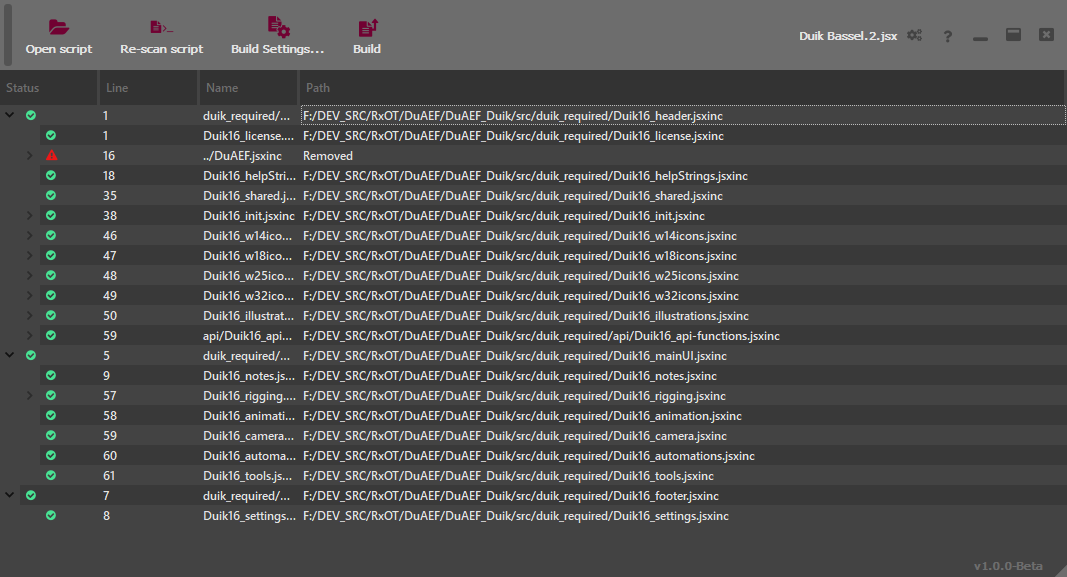 Open script Re-scan script Build Settings... Build Duik Bassel.2.jsx ?
Status Line Name Path
1 duik_required/... F:/DEV_SRC/RxOT/DuAEF/DuAEF_Duik/src/duik_required/Duik16_header.jsxinc
1 Duik16_license.... F:/DEV_SRC/RxOT/DuAEF/DuAEF_Duik/src/duik_required/Duik16_license.jsxinc
16 ../DuAEF.jsxinc Removed
18 Duik16_helpStri... F:/DEV_SRC/RxOT/DuAEF/DuAEF_Duik/src/duik_required/Duik16_helpStrings.jsxinc
35 Duik16_shared.j... F:/DEV_SRC/RxOT/DuAEF/DuAEF_Duik/src/duik_required/Duik16_shared.jsxinc
38 Duik16_init.jsxinc F:/DEV_SRC/RxOT/DuAEF/DuAEF_Duik/src/duik_required/Duik16_init.jsxinc
46 Duik16_w14ico... F:/DEV_SRC/RxOT/DuAEF/DuAEF_Duik/src/duik_required/Duik16_w14icons.jsxinc
47 Duik16_w18ico... F:/DEV_SRC/RxOT/DuAEF/DuAEF_Duik/src/duik_required/Duik16_w18icons.jsxinc
48 Duik16_w25ico... F:/DEV_SRC/RxOT/DuAEF/DuAEF_Duik/src/duik_required/Duik16_w25icons.jsxinc
49 Duik16_w32ico... F:/DEV_SRC/RxOT/DuAEF/DuAEF_Duik/src/duik_required/Duik16_w32icons.jsxinc
50 Duik16_illustrat... F:/DEV_SRC/RxOT/DuAEF/DuAEF_Duik/src/duik_required/Duik16_illustrations.jsxinc
59 api/Duik16_api... F:/DEV_SRC/RxOT/DuAEF/DuAEF_Duik/src/duik_required/api/Duik16_api-functions.jsxinc
5 duik_required/... F:/DEV_SRC/RxOT/DuAEF/DuAEF_Duik/src/duik_required/Duik16_mainUI.jsxinc
9 Duik16_notes.js... F:/DEV_SRC/RxOT/DuAEF/DuAEF_Duik/src/duik_required/Duik16_notes.jsxinc
57 Duik16_rigging.... F:/DEV_SRC/RxOT/DuAEF/DuAEF_Duik/src/duik_required/Duik16_rigging.jsxinc
58 Duik16_animati... F:/DEV_SRC/RxOT/DuAEF/DuAEF_Duik/src/duik_required/Duik16_animation.jsxinc
59 Duik16_camera... F:/DEV_SRC/RxOT/DuAEF/DuAEF_Duik/src/duik_required/Duik16_camera.jsxinc
60 Duik16_automa... F:/DEV_SRC/RxOT/DuAEF/DuAEF_Duik/src/duik_required/Duik16_automations.jsxinc
61 Duik16_tools.js... F:/DEV_SRC/RxOT/DuAEF/DuAEF_Duik/src/duik_required/Duik16_tools.jsxinc
7 duik_required/... F:/DEV_SRC/RxOT/DuAEF/DuAEF_Duik/src/duik_required/Duik16_footer.jsxinc
8 Duik16_settings... F:/DEV_SRC/RxOT/DuAEF/DuAEF_Duik/src/duik_required/Duik16_settings.jsxinc
v1.0.0-Beta